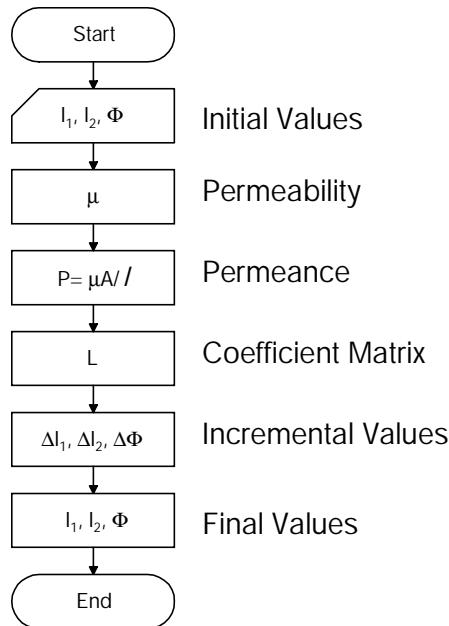 Start
I₁, I₂, Φ Initial Values
μ Permeability
P= μA/ l Permeance
L Coefficient Matrix
ΔI₁, ΔI₂, ΔΦ Incremental Values
I₁, I₂, Φ Final Values
End